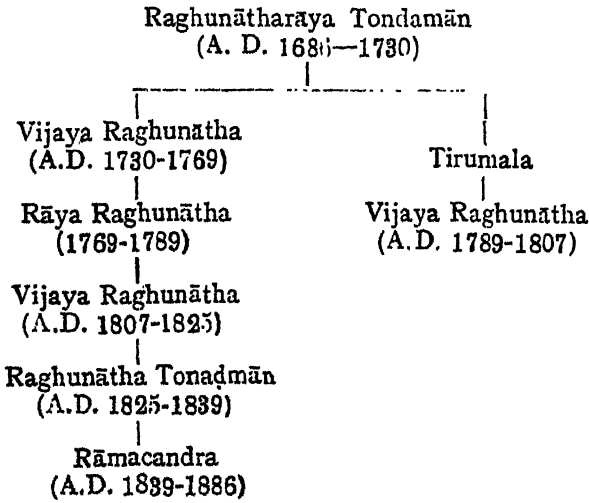 Raghunātharāya Tondamān
(A. D. 1686—1730)
Vijaya Raghunātha
(A.D. 1730-1769)
Tirumala
Rāya Raghunātha
(1769-1789)
Vijaya Raghunātha
(A.D. 1789-1807)
Vijaya Raghunātha
(A.D. 1807-1825)
Raghunātha Tonaḍmān
(A.D. 1825-1839)
Rāmacandra
(A.D. 1839-1886)